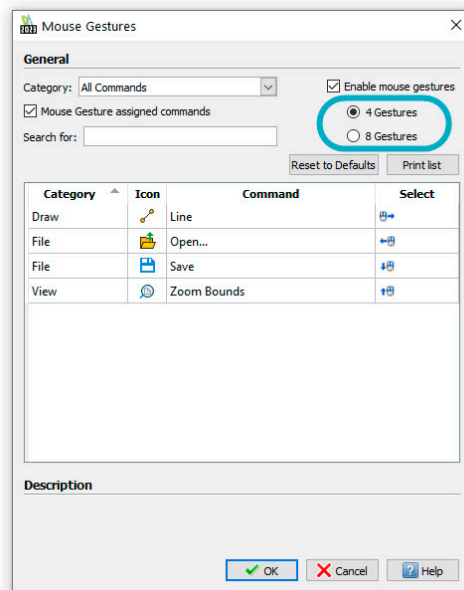 2023 Mouse Gestures
General
Category: All Commands
Enable mouse gestures
Mouse Gesture assigned commands
4 Gestures
Search for:
8 Gestures
Reset to Defaults Print list
Category Icon Command Select
Draw Line
File Open...
File Save
View Zoom Bounds
Description
OK Cancel Help